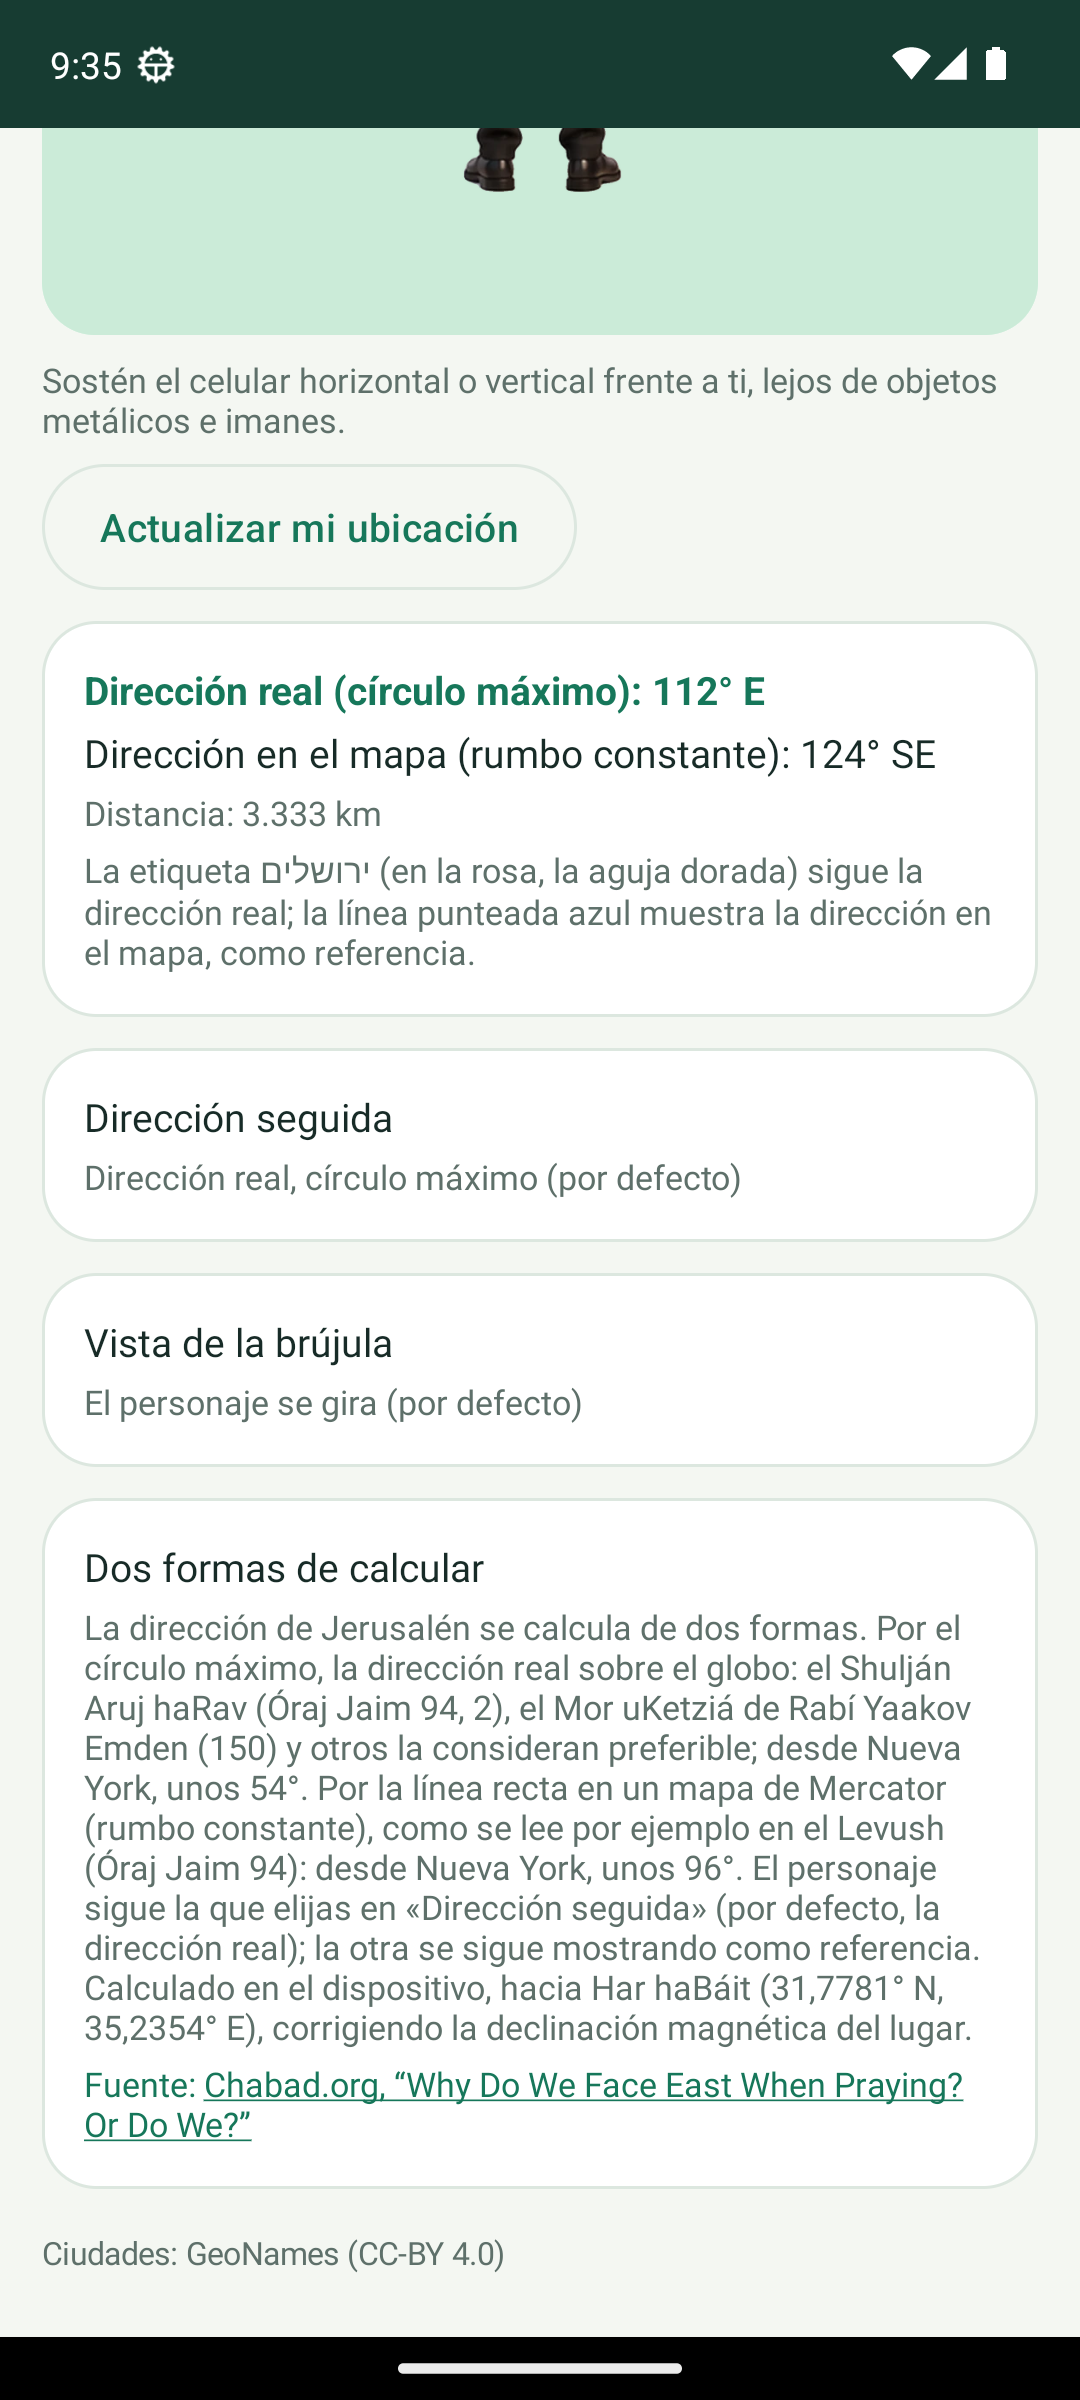 9:35
Sostén el celular horizontal o vertical frente a ti, lejos de objetos
metálicos e imanes.
Actualizar mi ubicación
Dirección real (círculo máximo): 112° E
Dirección en el mapa (rumbo constante): 124° SE
Distancia: 3.333 km
La etiqueta ירושלים (en la rosa, la aguja dorada) sigue la
dirección real; la línea punteada azul muestra la dirección en
el mapa, como referencia.
Dirección seguida
Dirección real, círculo máximo (por defecto)
Vista de la brújula
El personaje se gira (por defecto)
Dos formas de calcular
La dirección de Jerusalén se calcula de dos formas. Por el
círculo máximo, la dirección real sobre el globo: el Shulján
Aruj haRav (Óraj Jaim 94, 2), el Mor uKetziá de Rabí Yaakov
Emden (150) y otros la consideran preferible; desde Nueva
York, unos 54°. Por la línea recta en un mapa de Mercator
(rumbo constante), como se lee por ejemplo en el Levush
(Óraj Jaim 94): desde Nueva York, unos 96°. El personaje
sigue la que elijas en «Dirección seguida» (por defecto, la
dirección real); la otra se sigue mostrando como referencia.
Calculado en el dispositivo, hacia Har haBáit (31,7781° N,
35,2354° E), corrigiendo la declinación magnética del lugar.
Fuente: Chabad.org, “Why Do We Face East When Praying?
Or Do We?”
Ciudades: GeoNames (CC-BY 4.0)